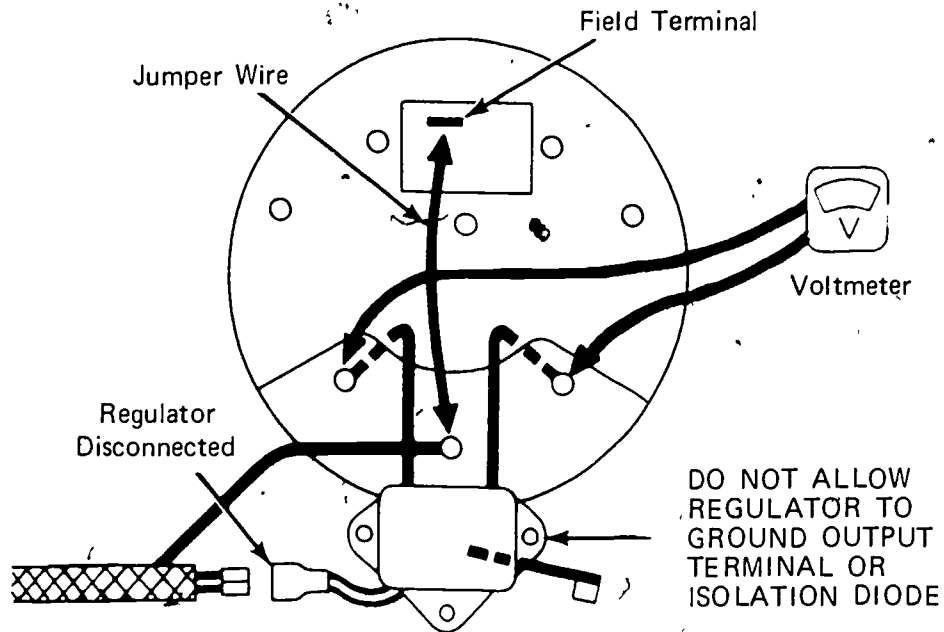 Field Terminal
Jumper Wire
V
Voltmeter
Regulator
Disconnected
DO NOT ALLOW
REGULATOR TO
GROUND OUTPUT
TERMINAL OR
ISOLATION DIODE